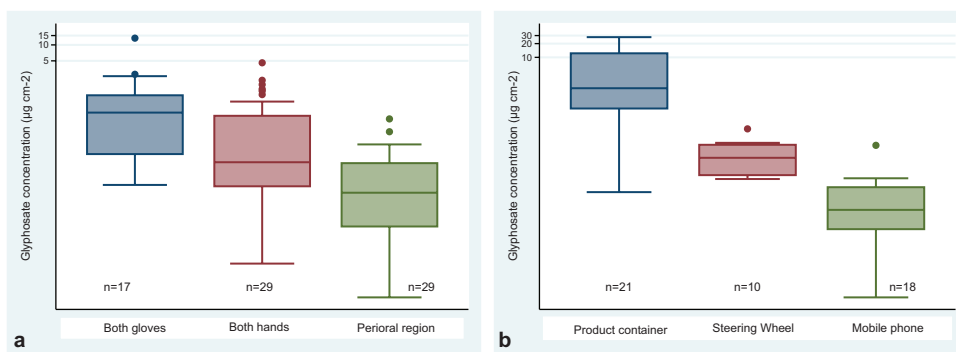 15
10
5
Glyphosate concentration (µg cm-2)
n=17
n=29
n=29
Both gloves
Both hands
Perioral region
a
30
20
10
Glyphosate concentration (µg cm-2)
n=21
n=10
n=18
Product container
Steering Wheel
Mobile phone
b